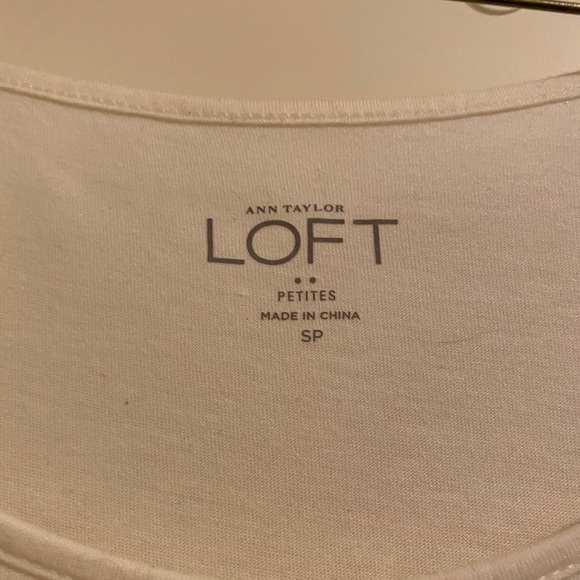 ANN TAYLOR
LOFT
PETITES
MADE IN CHINA
SP